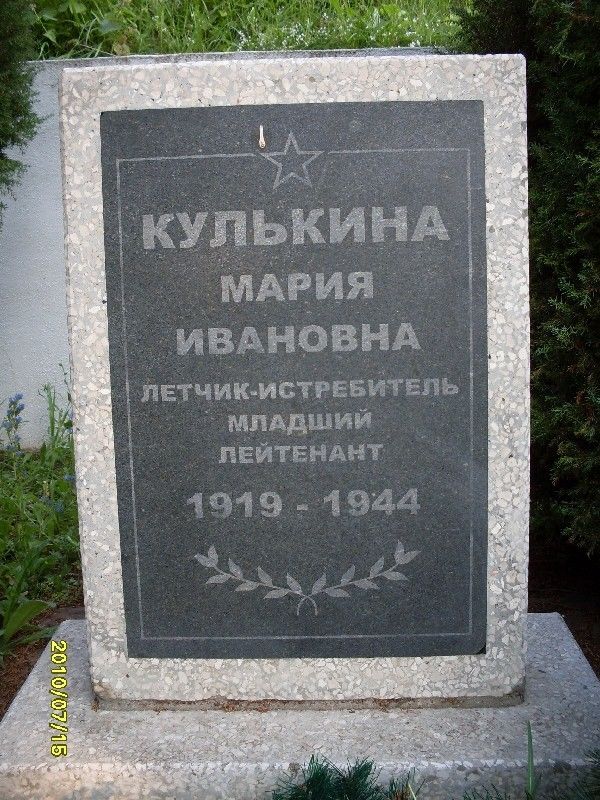 КУЛЬКИНА
МАРИЯ
ИВАНОВНА
ЛЕТЧИК-ИСТРЕБИТЕЛЬ
МЛАДШИЙ
ЛЕЙТЕНАНТ
1919 - 1944
2010/07/15